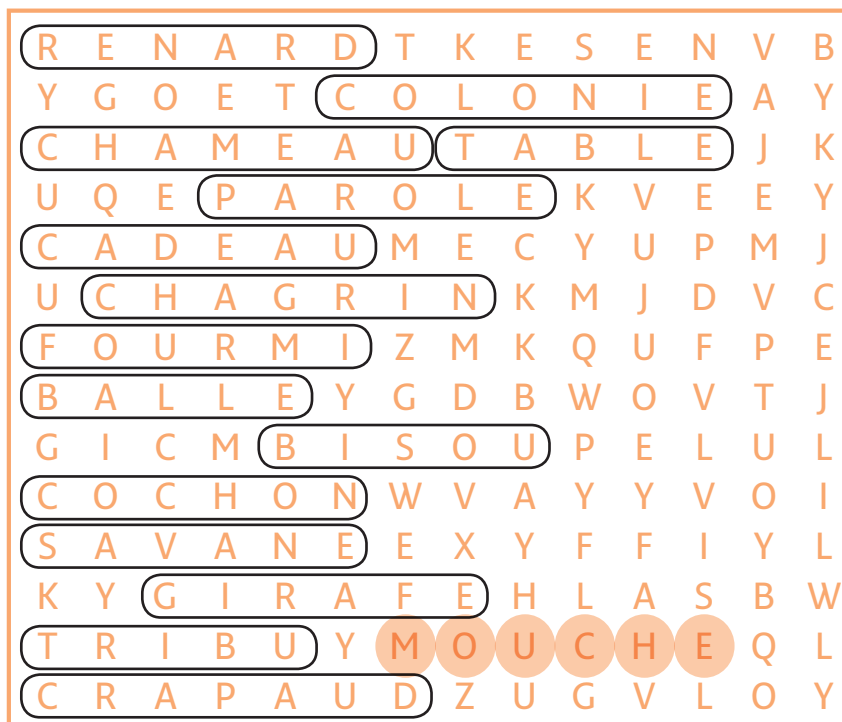 R E N A R D T K E S E N V B
Y G O E T C O L O N I E A Y
C H A M E A U T A B L E J K
U Q E P A R O L E K V E E Y
C A D E A U M E C Y U P M J
U C H A G R I N K M J D V C
F O U R M I Z M K Q U F P E
B A L L E Y G D B W O V T J
G I C M B I S O U P E L U L
C O C H O N W V A Y Y V O I
S A V A N E E X Y F F I Y L
K Y G I R A F E H L A S B W
T R I B U Y M O U C H E Q L
C R A P A U D Z U G V L O Y